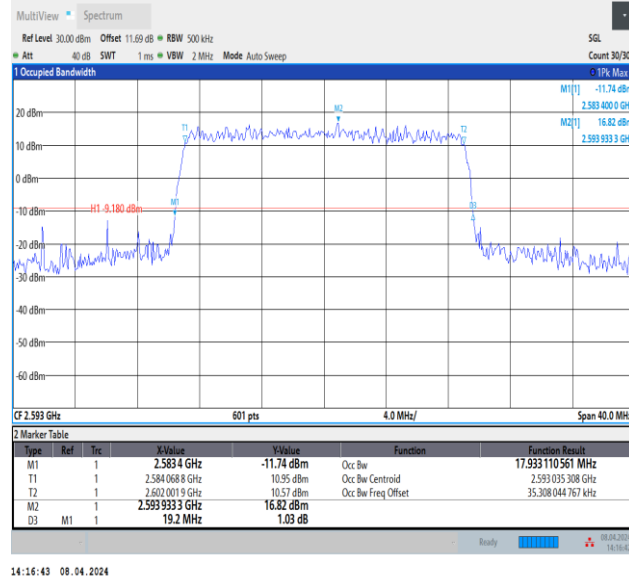 MultiView Spectrum
Ref Level 30.00 dBm Offset 11.69 dB RBW 500 kHz SGL
Att 40 dB SWT 1 ms VBW 2 MHz Mode Auto Sweep Count 30/30
1 Occupied Bandwidth 1Pk Max
M1[1] -11.74 dBm
2.583 400 0 GHz
M2[1] 16.82 dBm
2.593 933 3 GHz
M2
20 dBm
T1 T2
10 dBm
0 dBm
M1 D3
-10 dBm H1 -9.180 dBm
-20 dBm
-30 dBm
-40 dBm
-50 dBm
-60 dBm
CF 2.593 GHz 601 pts 4.0 MHz/ Span 40.0 MHz
2 Marker Table
Type Ref Trc X-Value Y-Value Function Function Result
M1 1 2.583 4 GHz -11.74 dBm Occ Bw 17.933 110 561 MHz
T1 1 2.584 068 8 GHz 10.95 dBm Occ Bw Centroid 2.593 035 308 GHz
T2 1 2.602 001 9 GHz 10.57 dBm Occ Bw Freq Offset 35.308 044 767 kHz
M2 1 2.593 933 3 GHz 16.82 dBm
D3 M1 1 19.2 MHz 1.03 dB
Ready 08.04.2024
14:16:43
14:16:43 08.04.2024